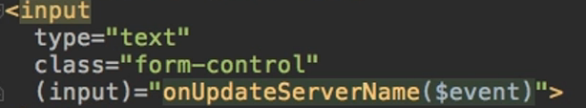 <input
type="text"
class="form-control"
(input)="onUpdateServerName($event)">